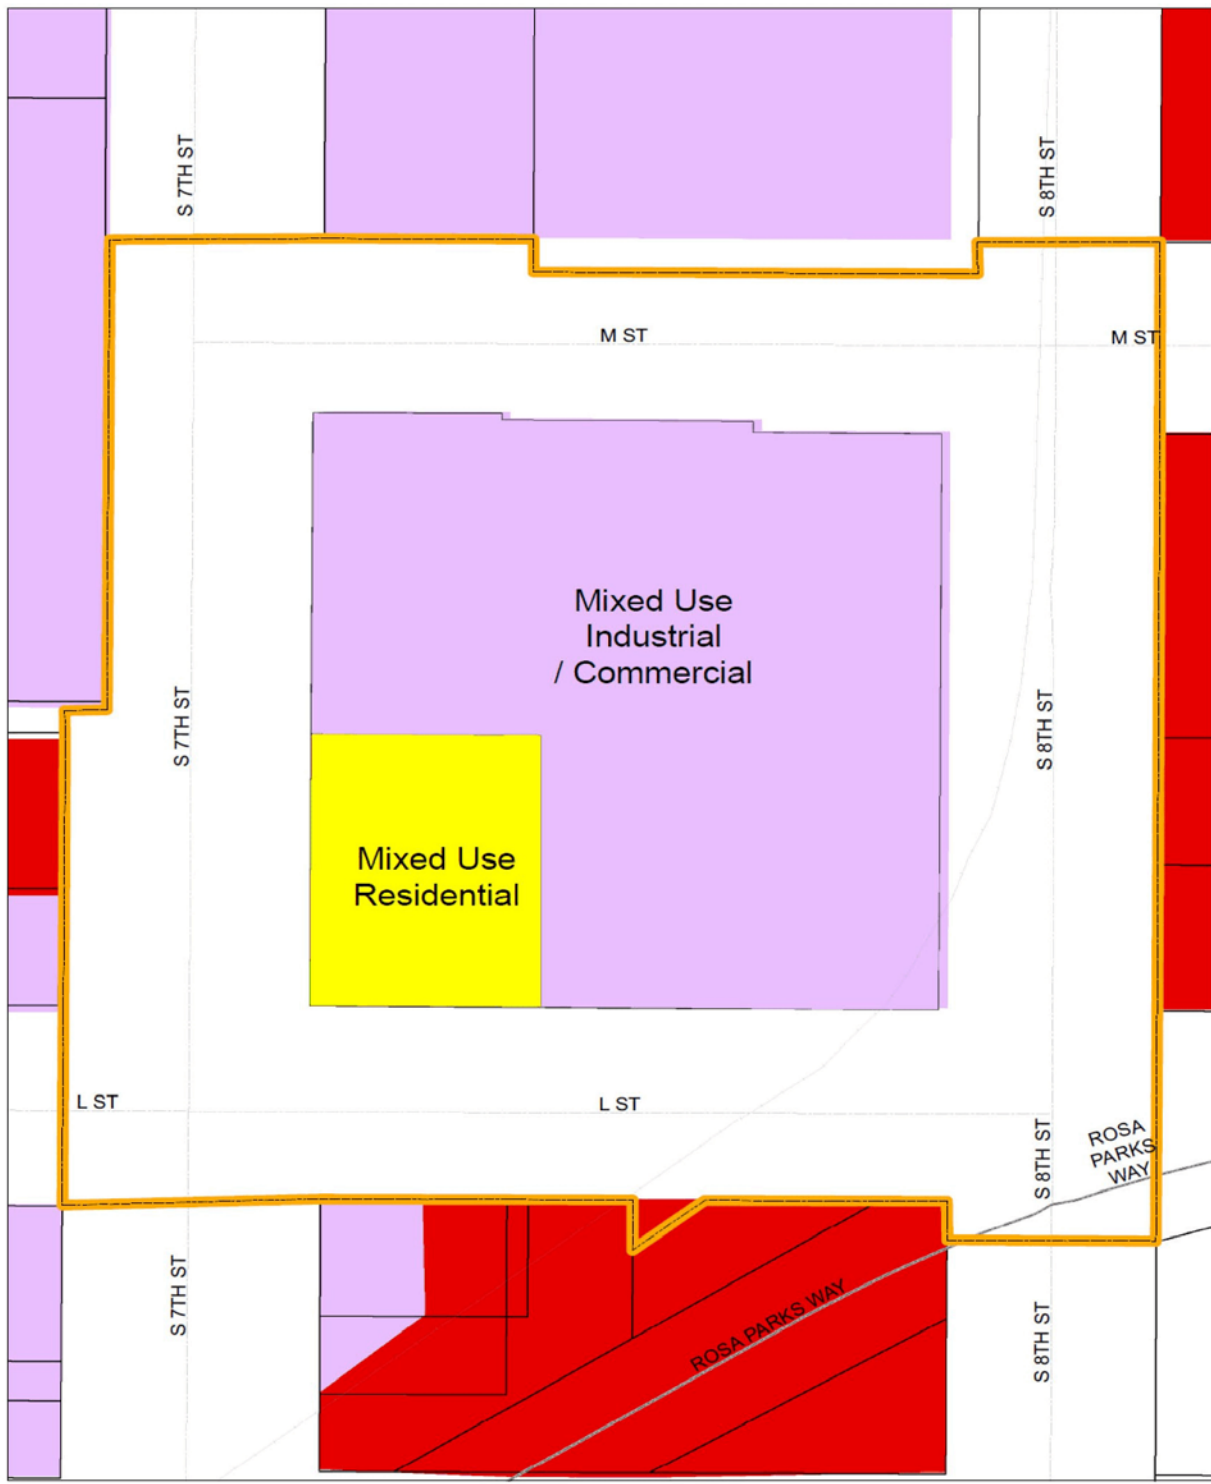 S 7TH ST
S 8TH ST
M ST
M ST
Mixed Use
Industrial
/ Commercial
S 7TH ST
S 8TH ST
Mixed Use
Residential
L ST
L ST
S 8TH ST
ROSA
PARKS
WAY
S 7TH ST
ROSA PARKS WAY
S 8TH ST